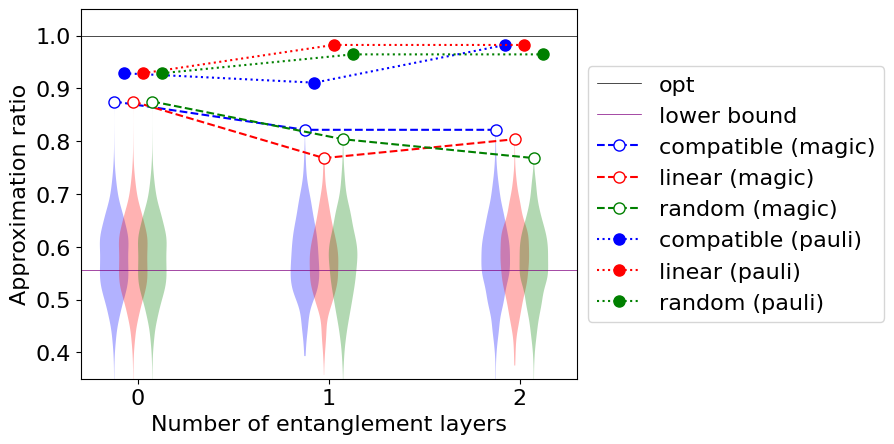 1.0
0.9
0.8
0.7
0.6
0.5
0.4
Approximation ratio
0 1 2
Number of entanglement layers
opt
lower bound
compatible (magic)
linear (magic)
random (magic)
compatible (pauli)
linear (pauli)
random (pauli)